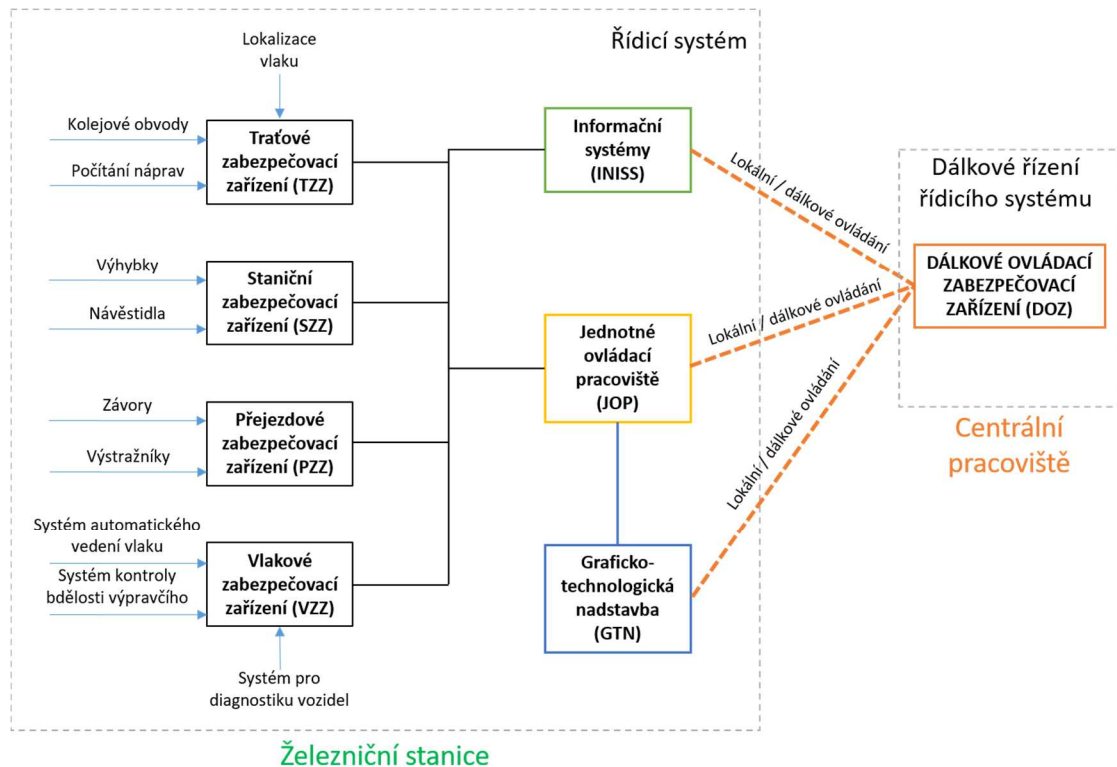 Řídicí systém
Lokalizace
vlaku
Kolejové obvody
Počítání náprav
Traťové
zabezpečovací
zařízení (TZZ)
Informační
systémy
(INISS)
Lokální / dálkové ovládání
Dálkové řízení
řídicího systému
DÁLKOVÉ OVLÁDACÍ
ZABEZPEČOVACÍ
ZAŘÍZENÍ (DOZ)
Výhybky
Návěstidla
Staniční
zabezpečovací
zařízení (SZZ)
Lokální / dálkové ovládání
Jednotné
ovládací
pracoviště
(JOP)
Závory
Výstražníky
Přejezdové
zabezpečovací
zařízení (PZZ)
Lokální / dálkové ovládání
Centrální
pracoviště
Systém automatického
vedení vlaku
Systém kontroly
bdělosti výpravčího
Vlakové
zabezpečovací
zařízení (VZZ)
Graficko-
technologická
nadstavba
(GTN)
Systém pro
diagnostiku vozidel
Železniční stanice